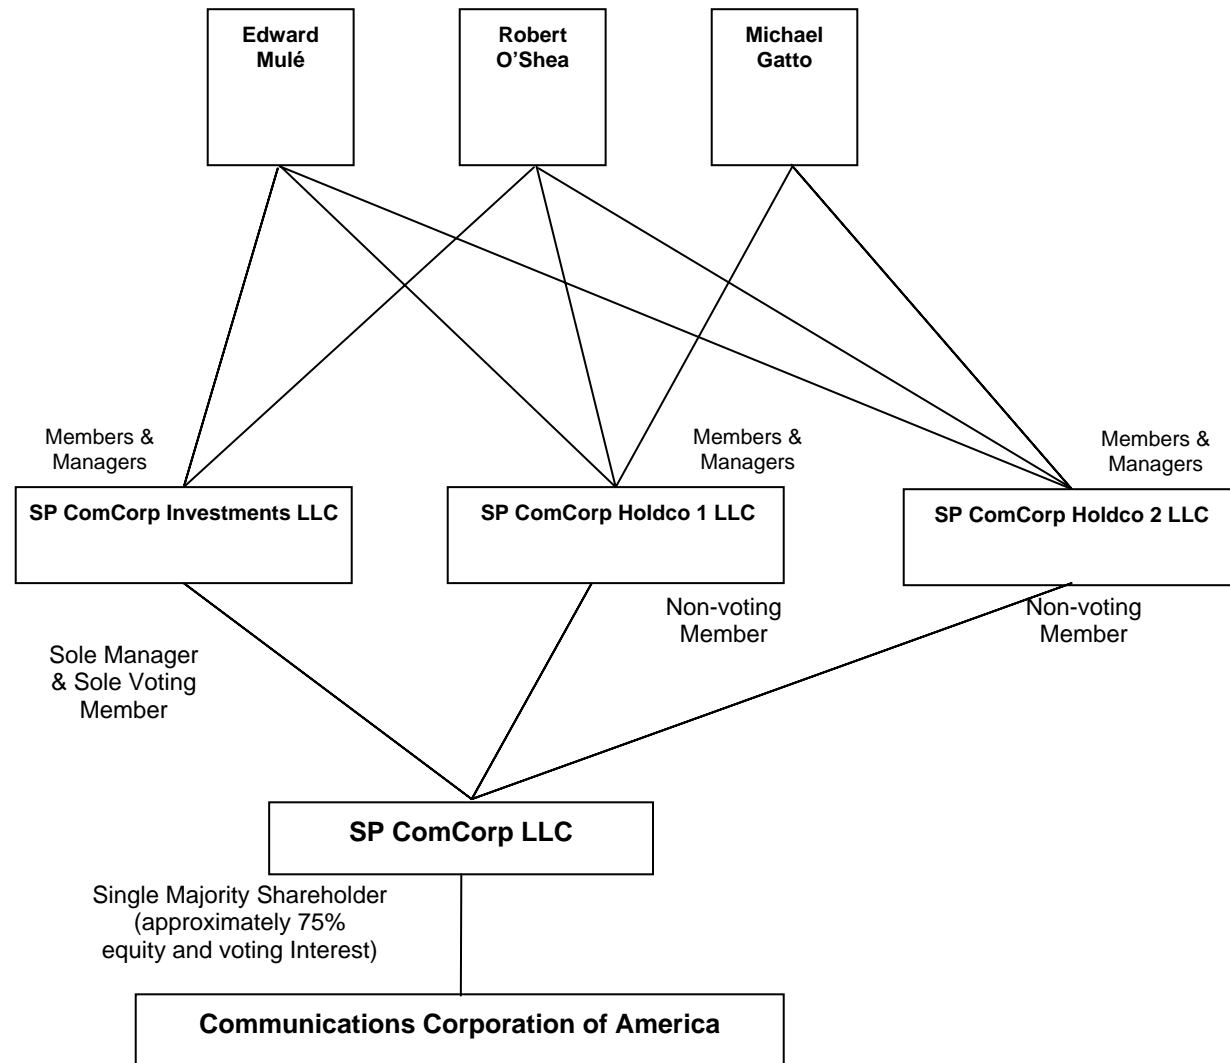 Edward
Mulé
Robert
O’Shea
Michael
Gatto
Members &
Managers
Members &
Managers
Members &
Managers
SP ComCorp Investments LLC
SP ComCorp Holdco 1 LLC
SP ComCorp Holdco 2 LLC
Sole Manager
& Sole Voting
Member
Non-voting
Member
Non-voting
Member
SP ComCorp LLC
Single Majority Shareholder
(approximately 75%
equity and voting Interest)
Communications Corporation of America